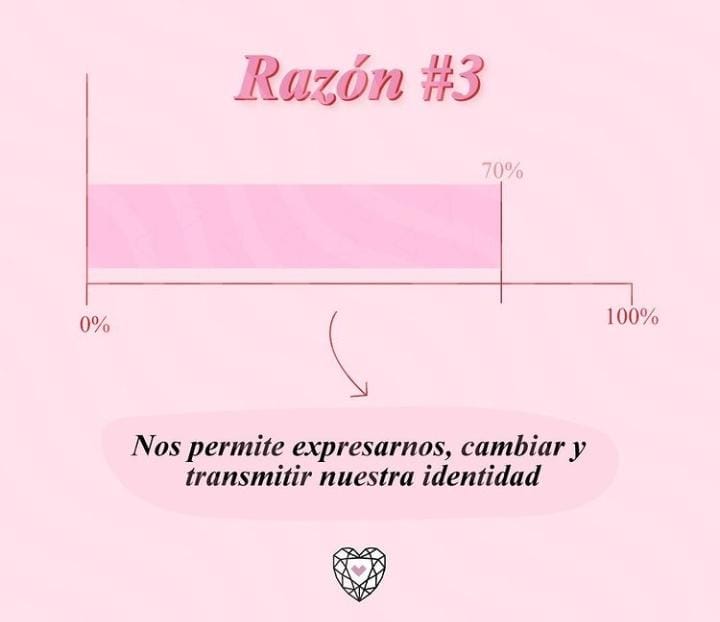 Razón #3
70%
0%
100%
Nos permite expresarnos, cambiar y
transmitir nuestra identidad